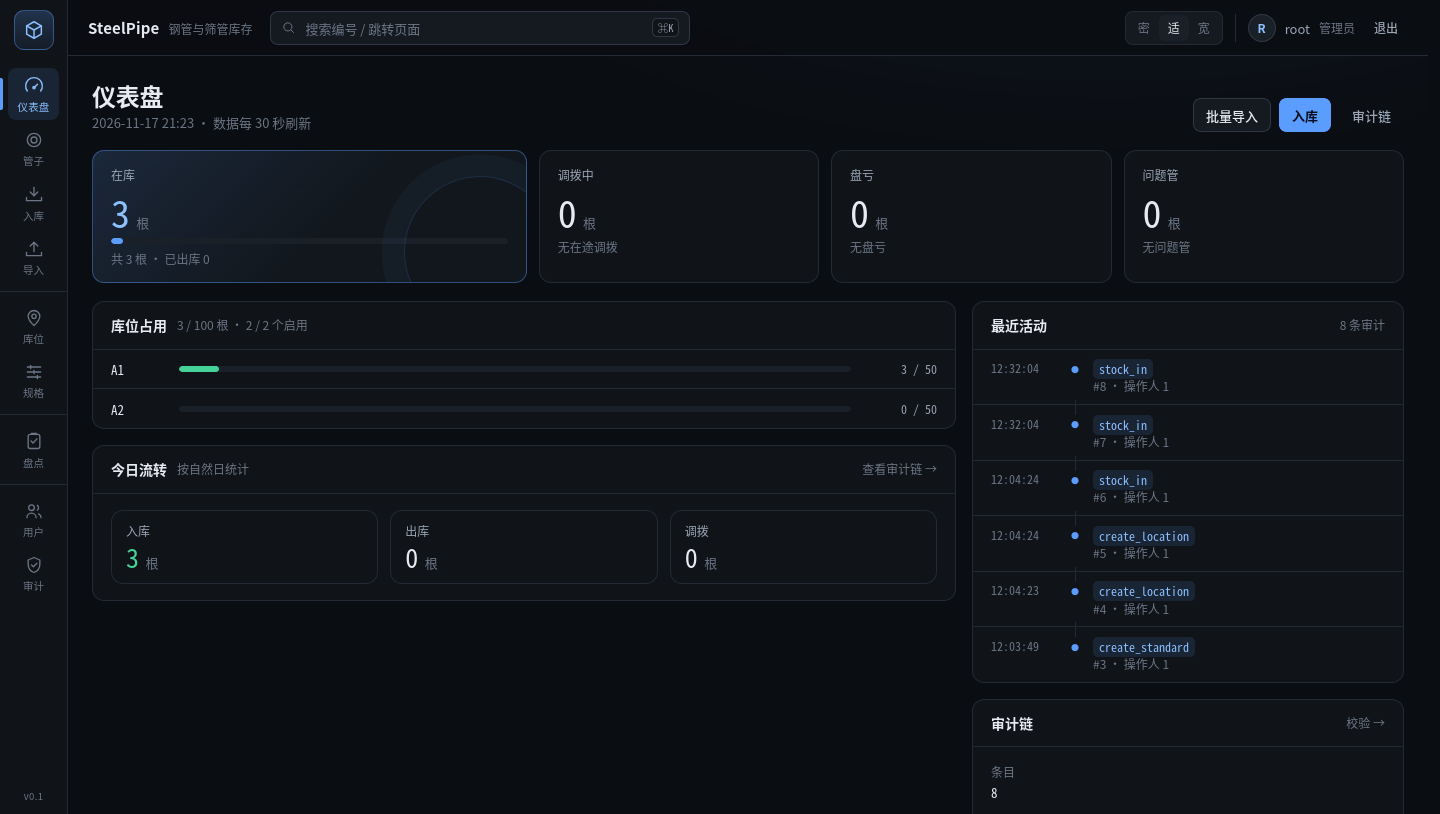 SteelPipe 钢管与筛管库存
搜索编号 / 跳转页面
⌘K
密 适 宽
R root 管理员 退出
仪表盘
管子
入库
导入
库位
规格
盘点
用户
审计
v0.1
仪表盘
2026-11-17 21:23 · 数据每 30 秒刷新
批量导入 入库 审计链
在库
3 根
共 3 根 · 已出库 0
调拨中
0 根
无在途调拨
盘亏
0 根
无盘亏
问题管
0 根
无问题管
库位占用 3 / 100 根 · 2 / 2 个启用
A1 3 / 50
A2 0 / 50
今日流转 按自然日统计 查看审计链 →
入库
3 根
出库
0 根
调拨
0 根
最近活动 8 条审计
12:32:04 stock_in
#8 · 操作人 1
12:32:04 stock_in
#7 · 操作人 1
12:04:24 stock_in
#6 · 操作人 1
12:04:24 create_location
#5 · 操作人 1
12:04:23 create_location
#4 · 操作人 1
12:03:49 create_standard
#3 · 操作人 1
审计链 校验 →
条目
8